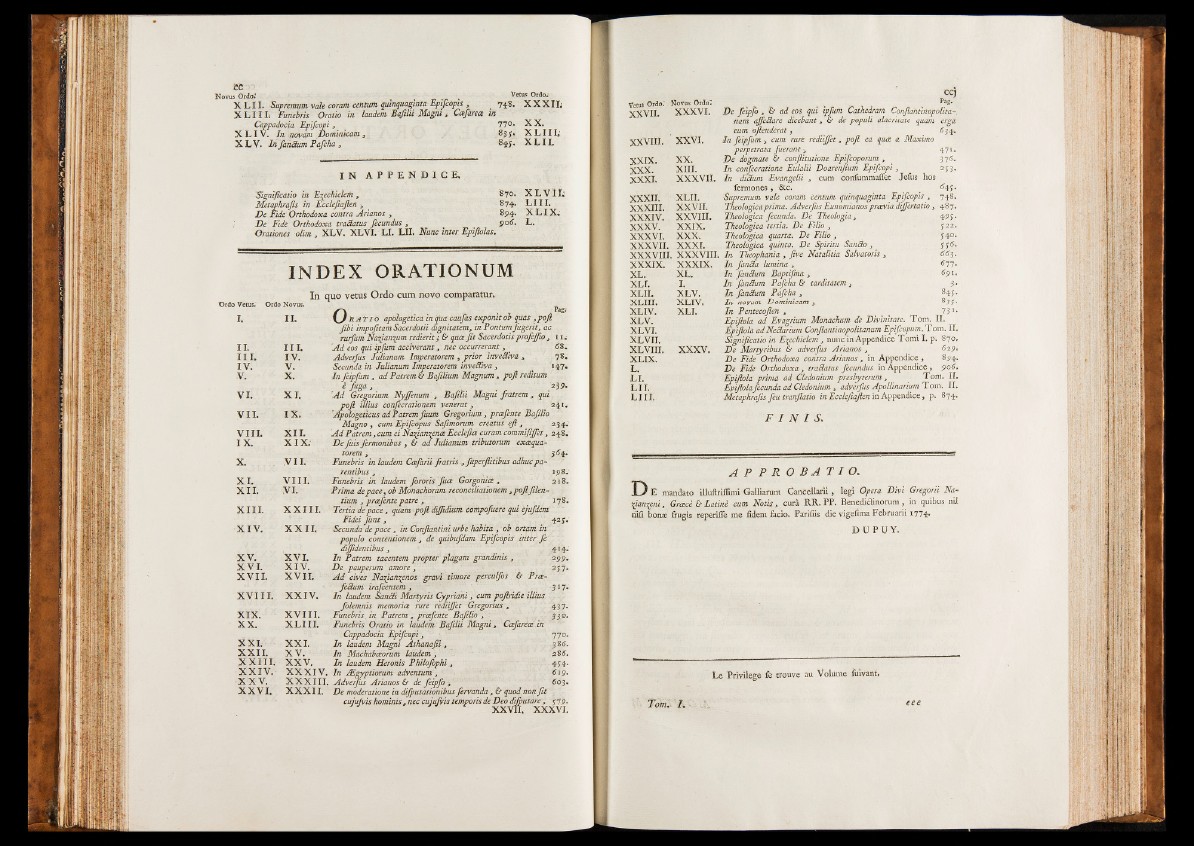 cc
Novus Ordo. Vetus Ordo.
XLII. Supremum vale coram centum quinquaginta Episcopis , 748. XXXII.
XLIII. Funebris Oratio in laudem Basilii Magni , Cæsareæ in
Cappadocia Episcopi , 770. XX.
XLIV. In novam Dominicam , 835. XLIII.
XLV. In sanctum Pascha , 845. XLII.
IN APPENDICE.
Significatio in Ezechielem , 870. XLVII.
Metaphrasis in Ecclesiasten , 874. LIII.
De Fide Orthodoxa contra Arianos , 894. XLIX.
De Fide Orthodoxa tractatus secundus , 906. L.
Orationes olim , XLV. XLVI. LI. LII. Nunc inter Epistolas.
INDEX ORATIONUM
In quo vetus Ordo cum novo comparatur.
Ordo Vetus. Ordo Novus. Pag.
I. II. ORATIO apologetica in qua causas exponit ob quas , post
sibi impositam Sacerdotii dignitatem, in Pontum fugerit, ac
rursum Nazianzum redierit ; & quæ sit Sacerdotii professio , 11.
II. III. Ad eos qui ipsum acciverant , nec occurrerant , 68.
III. IV. Adversus Julianum Imperatorem , prior invectiva , 78.
IV. V. Secunda in Julianum Imperatorem invectiva , 147.
V. X. In seipsum , ad Patrem & Basilium Magnum , post reditum
è fuga , 239.
VI. XI. Ad Gregorium Nyssenum , Basilii Magni fratrem , qui
post illius consecrationem venerat , 241.
VII. IX. Apologeticus ad Patrem suum Gregorium , præsente Basilio
Magno , cum Episcopus Sasimorum creatus est , 234.
VIII. XII. Ad Patrem , cum ei Nazianzenæ Ecclesiæ curam commisisset , 248.
IX. XIX. De suis sermonibus , & ad Julianum tributorum exæqua-
torem , 364.
X. VII. Funebris in laudem Cæsarii fratris , superstitibus adhuc pa-
rentibus , 198.
XI. VIII. Funebris in laudem sororis suæ Gorgoniæ , 218.
XII. VI. Prima de pace , ob Monachorum reconciliationem , post silen-
tium , præsente patre , 178.
XIII. XXIII. Tertia de pace , quam post dissidium composuere qui ejusdem
Fidei sunt , 425.
XIV. XXII. Secunda de pace , in Constantini urbe habita , ob ortam in
populo contentionem , de quibusdam Episcopis inter se
dissidentibus , 414.
XV. XVI. In Patrem tacentem propter plagam grandinis , 299.
XVI. XIV. De pauperum amore , 257.
XVII. XVII. Ad cives Nazianzenos gravi timore perculsos & Præ-
fectum irascentem , 317.
XVIII. XXIV. In laudem Sancti Martyris Cypriani , cum postridie illius
solemnis memoriæ rure rediisset Gregorius , 437.
XIX. XVIII. Funebris in Patrem , præsente Basilio , 330.
XX. XLIII. Funebris Oratio in laudem Basilii Magni , Cæsareæ in
Cappadocia Episcopi , 770.
XXI. XXI. In laudem Magni Athanasii , 386.
XXII. XV. In Machabæorum laudem , 286.
XXIII. XXV. In laudem Heronis Philosophi , 454.
XXIV. XXXIV. In Ægyptiorum adventum , 619.
XXV. XXXIII. Adversus Arianos & de seipso , 603.
XXVI. XXXII. De moderatione in disputationibus servanda , & quod non sit
cujusvis hominis , nec cujusvis temporis de Deo disputare , 579.
XXVII. XXXVI.
ccj
Vetus Ordo. Novus Ordo. Pag.
XXVII. XXXVI. De seipso , & ad eos qui ipsum Cathedram Constantinopolita-
nam affectare dicebant , & de populi alacritate quam erga
eum ostenderat , 634.
XXVIII. XXVI. In seipsum , cum rure rediisset , post ea quæ a Maximo
perpetrata fuerant , 471.
XXIX. XX. De dogmate & constitutione Episcoporum , 376.
XXX. XIII. In consecratione Eulalii Doarensium Episcopi , 253.
XXXI. XXXVII. In dictum Evangelii , cum consummasset Jesus hos
sermones , &c. 645.
XXXII. XLII. Supremum vale coram centum quinquaginta Episcopis , 748.
XXXIII. XXVII. Theologica prima. Adversus Eunomianos prævia dissertatio , 487.
XXXIV. XXVIII. Theologica secunda. De Theologia , 495.
XXXV. XXIX. Theologica tertia. De Filio , 522.
XXXVI. XXX. Theologica quarta. De Filio , 540.
XXXVII. XXXI. Theologica quinta. De Spiritu Sancto , 556.
XXXVIII. XXXVIII. In Theophania , sive Natalitia Salvatoris , 663.
XXXIX. XXXIX. In sancta lumina , 677.
XL. XL. In sanctum Baptisma , 691.
XLI. I. In sanctum Pascha & tarditatem , 3.
XLII. XLV. In sanctum Pascha , 845.
XLIII. XLIV. In novam Dominicam , 835.
XLIV. XLI. In Pentecosten , 731.
XLV. Epistola ad Evagrium Monachum de Divinitate. Tom. II.
XLVI. Epistola ad Nectarium Constantinopolitanum Episcopum. Tom. II.
XLVII. Significatio in Ezechielem , nunc in Appendice Tomi I. p. 870.
XLVIII. XXXV. De Martyribus & adversus Arianos , 629.
XLIX. De Fide Orthodoxa contra Arianos , in Appendice , 894.
L. De Fide Orthodoxa , tractatus secundus in Appendice , 906.
LI. Epistola prima ad Cledonium presbyterum , Tom. II.
LII. Epistola secunda ad Cledonium , adversus Apollinarium Tom. II.
LIII. Metaphrasis seu translatio in Ecclesiasten in Appendice , p. 874.
FINIS.
APPROBATIO.
DE mandato illustrissimi Galliarum Cancellarii , legi Opera Divi Gregorii Na-
zianzeni , Græcè & Latinè cum Notis , curâ RR. PP. Benedictinorum , in quibus nil
nisi bonæ frugis reperisse me fidem facio. Parisiis die vigesima Februarii 1774.
DUPUY.
Le Privilege se trouve au Volume suivant.
Tom. I. eee